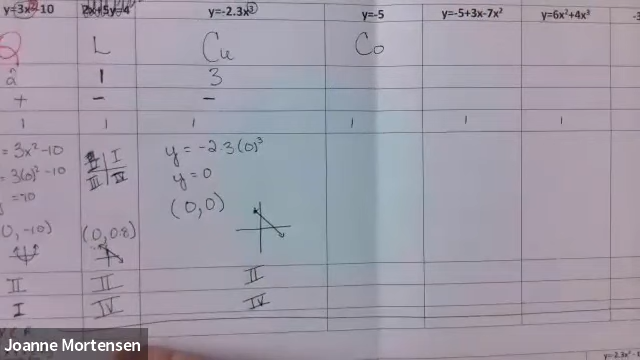 y=3x²-10 2x+5y=4 y=-2.3x³ y=-5 y=-5+3x-7x² y=6x²+4x³
Q L Cu Co
2 1 3
+ - -
1 1 1 1 1 1
= 3x²-10
= 3(0)²-10
(0,-10)
II | I
III | IV
(0,0.8)
y = -2.3(0)³
y = 0
(0,0)
II II II
I IV IV
Joanne Mortensen